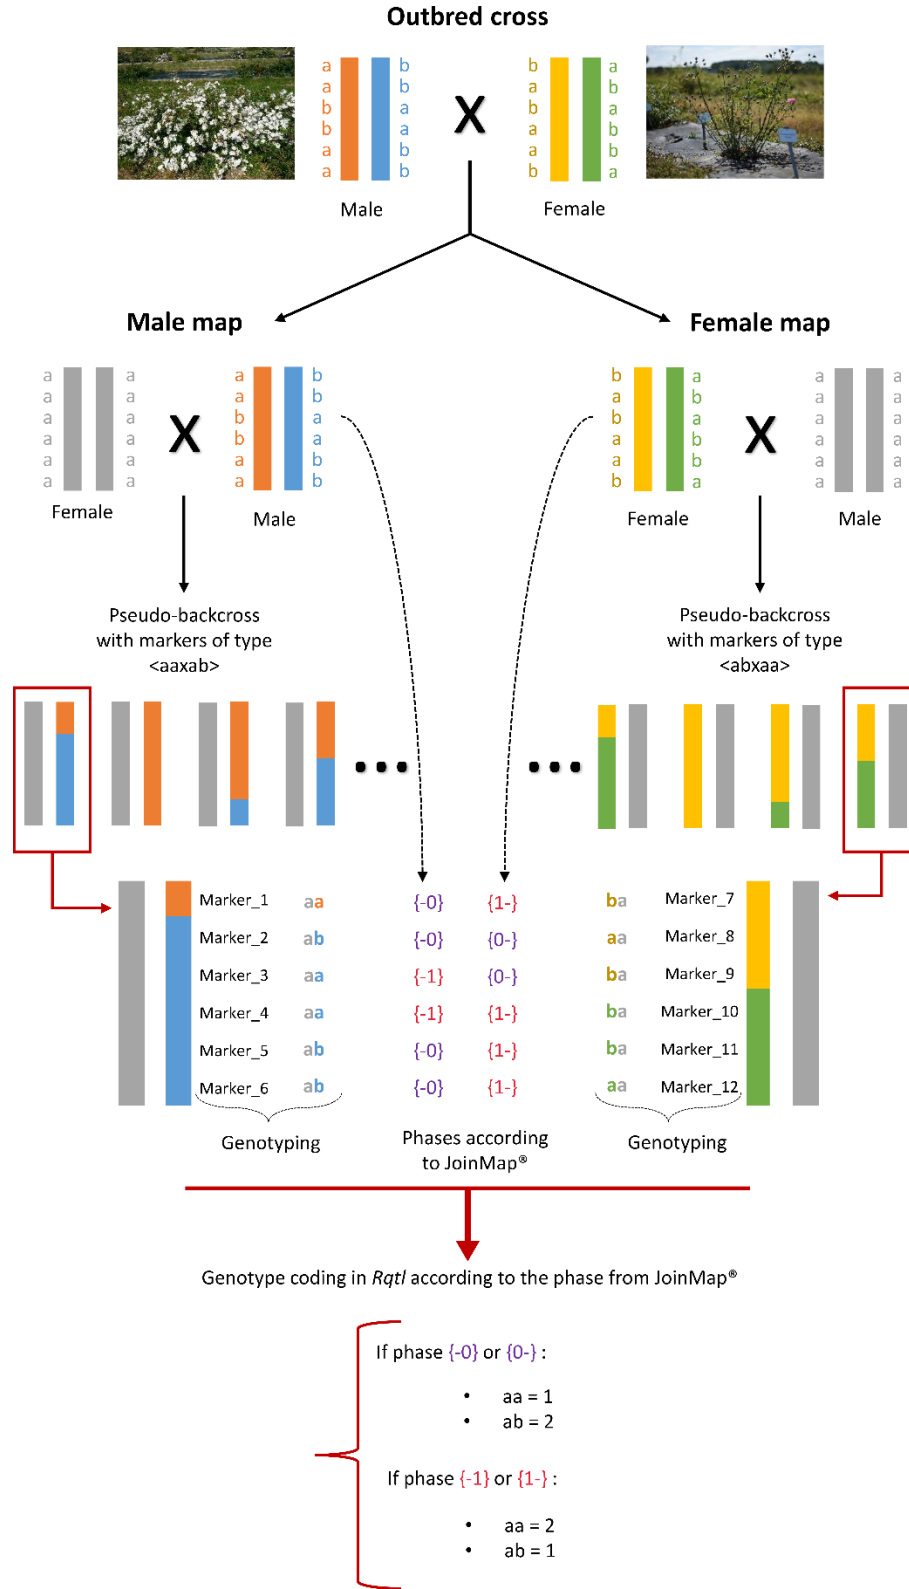 Outbred cross
a b b a
a b a b
b a b a
b a a b
a b a b
a b b a
X
Male
Female
Male map
Female map
a a a b b a a a
a a a b a b a a
a a b a b a a a
a a b a a b a a
a a a b a b a a
a a a b b a a a
X
X
Female
Male
Female
Male
Pseudo-backcross
with markers of type
<aaxab>
Pseudo-backcross
with markers of type
<abxaa>
Marker_1 aa {-0} {1-} ba Marker_7
Marker_2 ab {-0} {0-} aa Marker_8
Marker_3 aa {-1} {0-} ba Marker_9
Marker_4 aa {-1} {1-} ba Marker_10
Marker_5 ab {-0} {1-} ba Marker_11
Marker_6 ab {-0} {1-} aa Marker_12
Genotyping
Phases according
to JoinMap®
Genotyping
Genotype coding in Rqtl according to the phase from JoinMap®
If phase {-0} or {0-} :
• aa = 1
• ab = 2
If phase {-1} or {1-} :
• aa = 2
• ab = 1